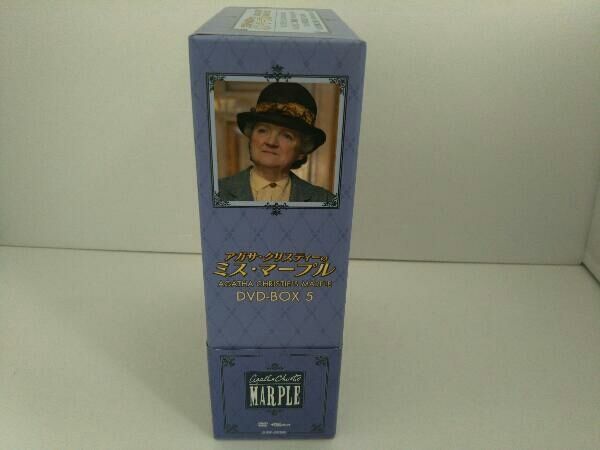 アガサ・クリスティーの
ミス・マープル
AGATHA CHRISTIE'S MARPLE
DVD-BOX 5
Agatha Christie
MARPLE